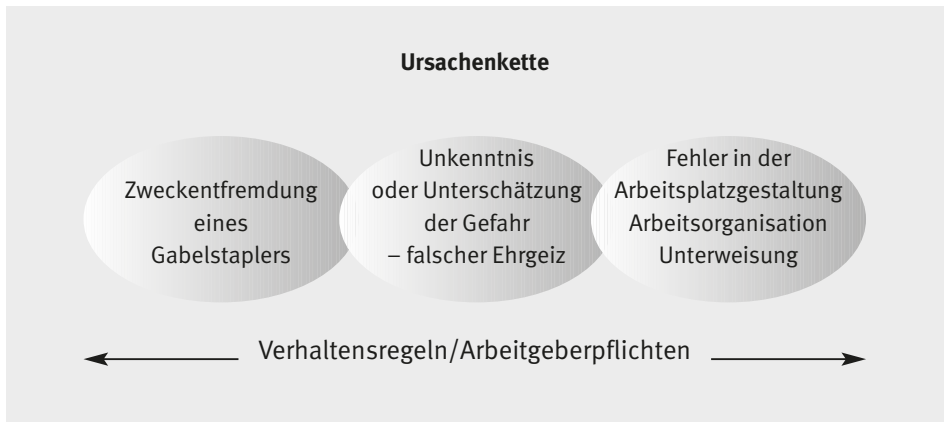 Ursachenkette
Zweckentfremdung
eines
Gabelstaplers
Unkenntnis
oder Unterschätzung
der Gefahr
– falscher Ehrgeiz
Fehler in der
Arbeitsplatzgestaltung
Arbeitsorganisation
Unterweisung
Verhaltensregeln/Arbeitgeberpflichten